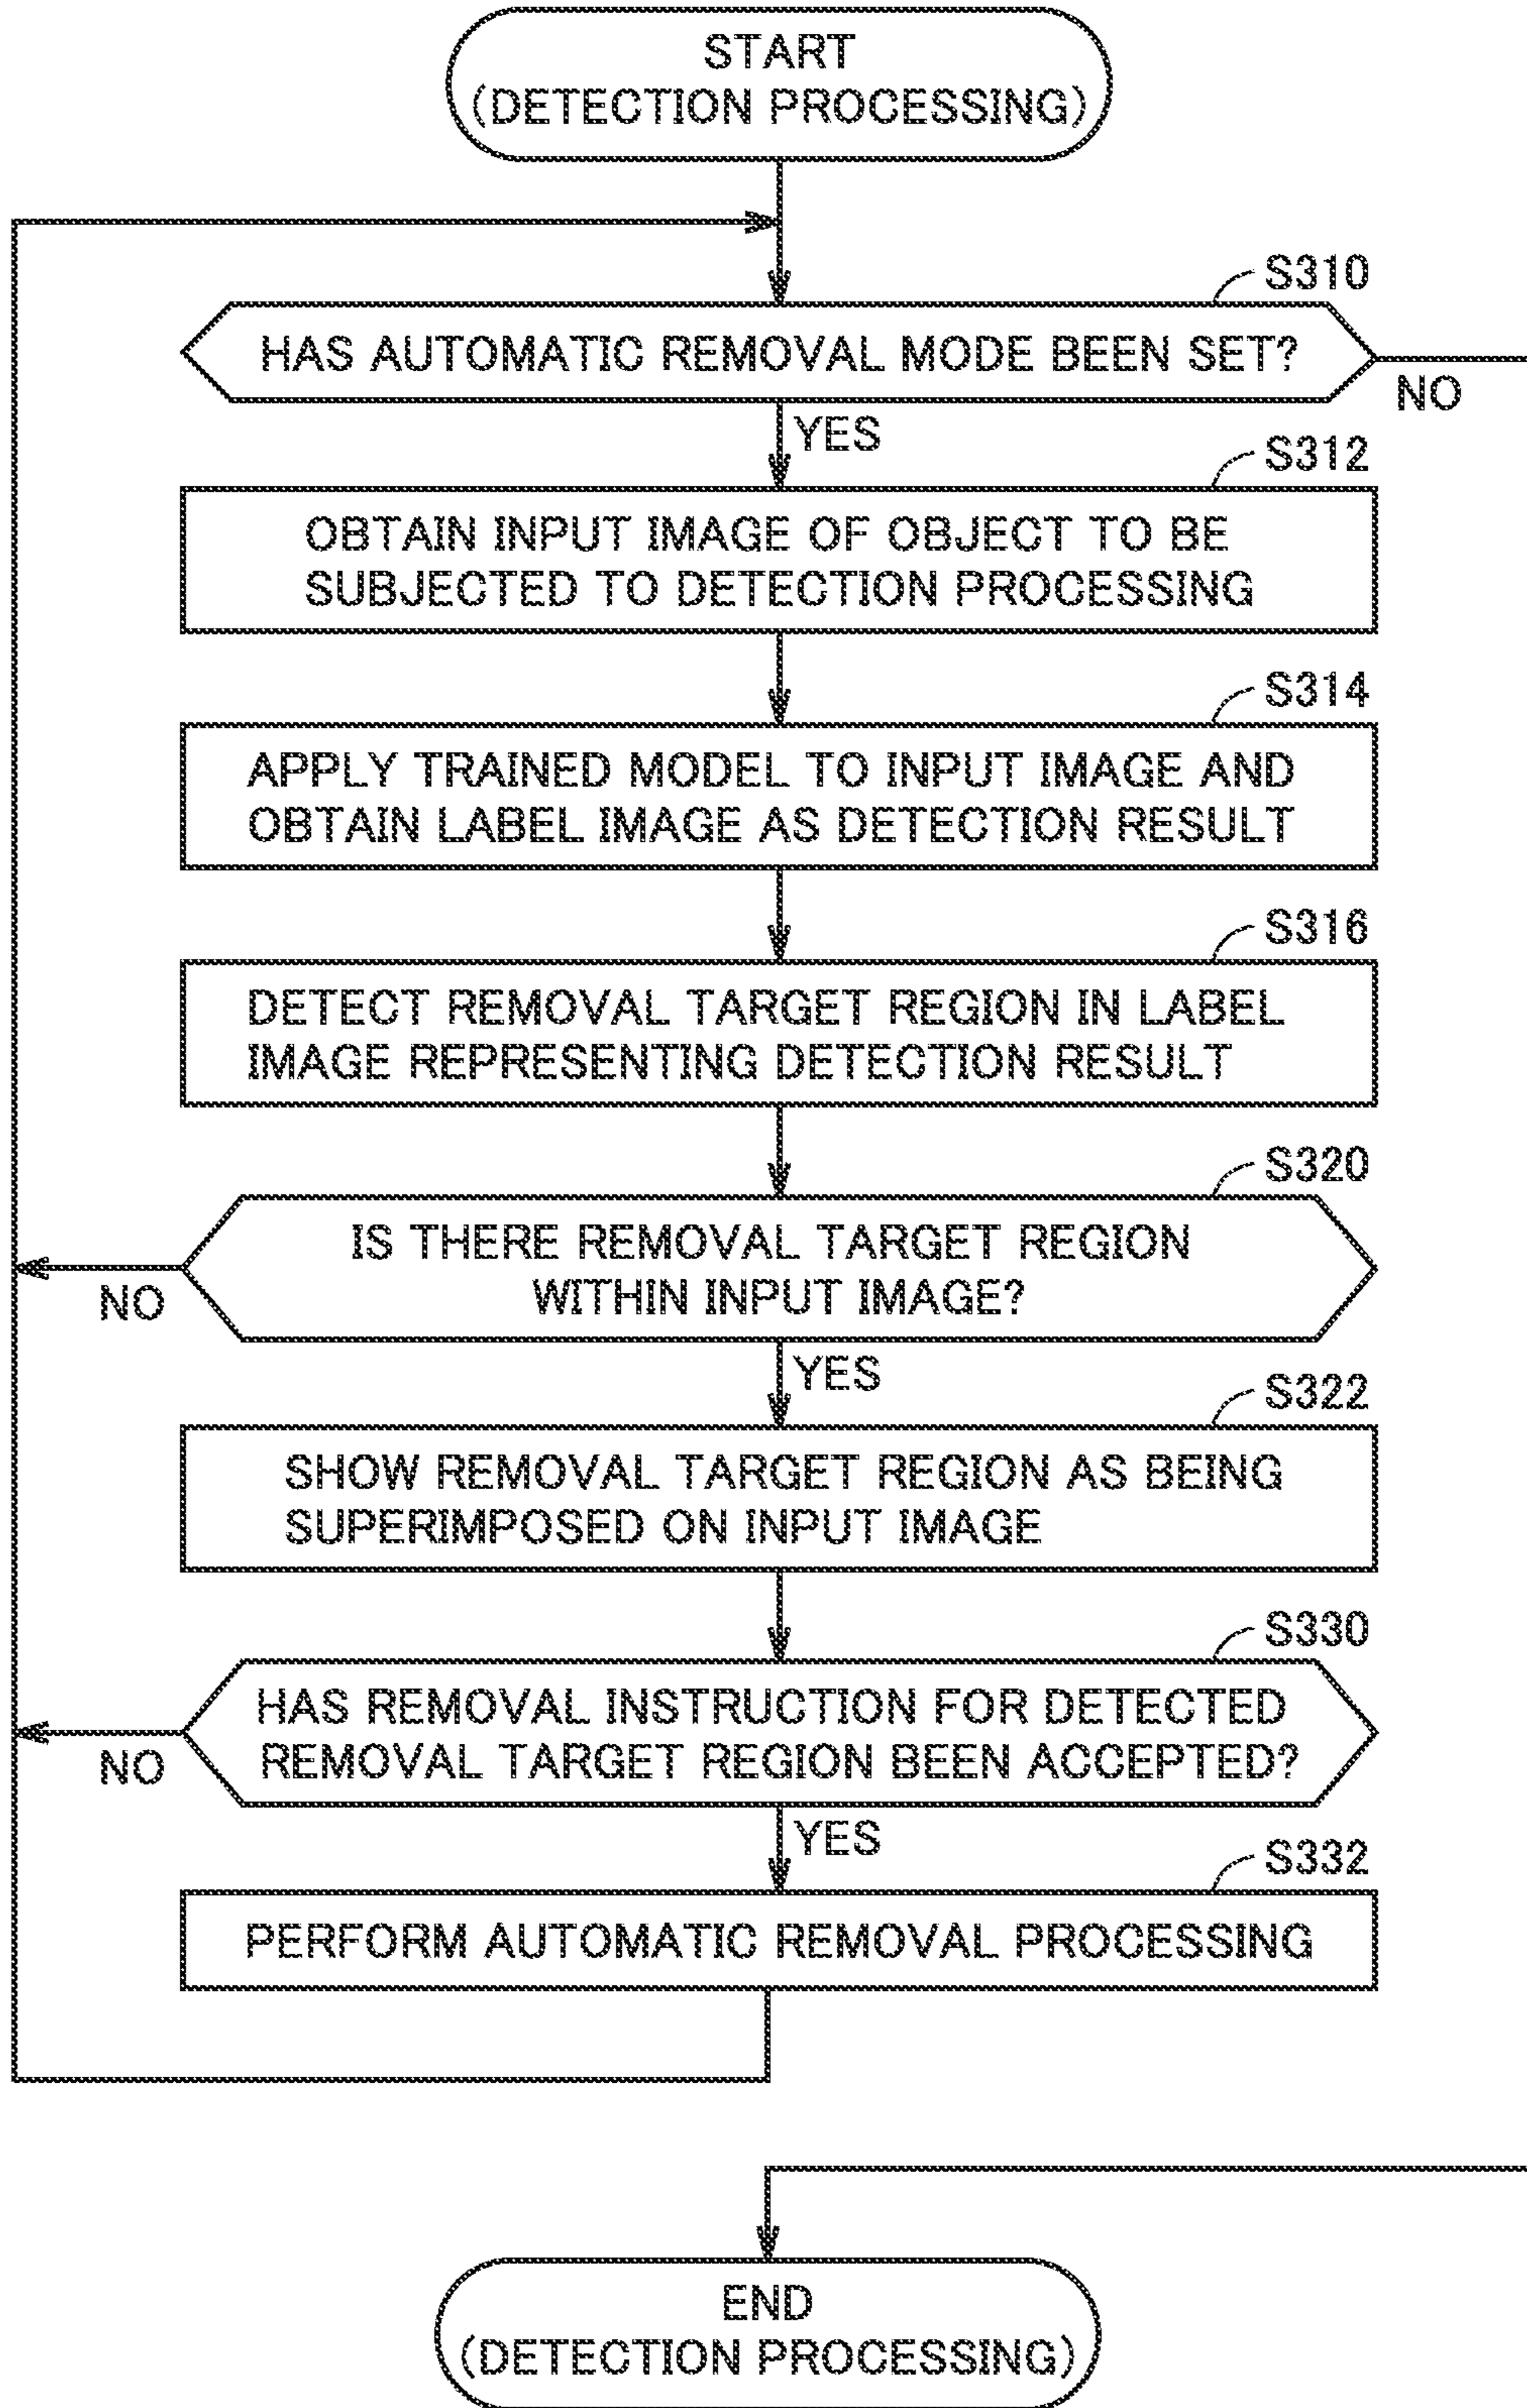 START
(DETECTION PROCESSING)
S310
HAS AUTOMATIC REMOVAL MODE BEEN SET?
NO
YES
S312
OBTAIN INPUT IMAGE OF OBJECT TO BE
SUBJECTED TO DETECTION PROCESSING
S314
APPLY TRAINED MODEL TO INPUT IMAGE AND
OBTAIN LABEL IMAGE AS DETECTION RESULT
S316
DETECT REMOVAL TARGET REGION IN LABEL
IMAGE REPRESENTING DETECTION RESULT
S320
IS THERE REMOVAL TARGET REGION
WITHIN INPUT IMAGE?
NO
YES
S322
SHOW REMOVAL TARGET REGION AS BEING
SUPERIMPOSED ON INPUT IMAGE
S330
HAS REMOVAL INSTRUCTION FOR DETECTED
REMOVAL TARGET REGION BEEN ACCEPTED?
NO
YES
S332
PERFORM AUTOMATIC REMOVAL PROCESSING
END
(DETECTION PROCESSING)